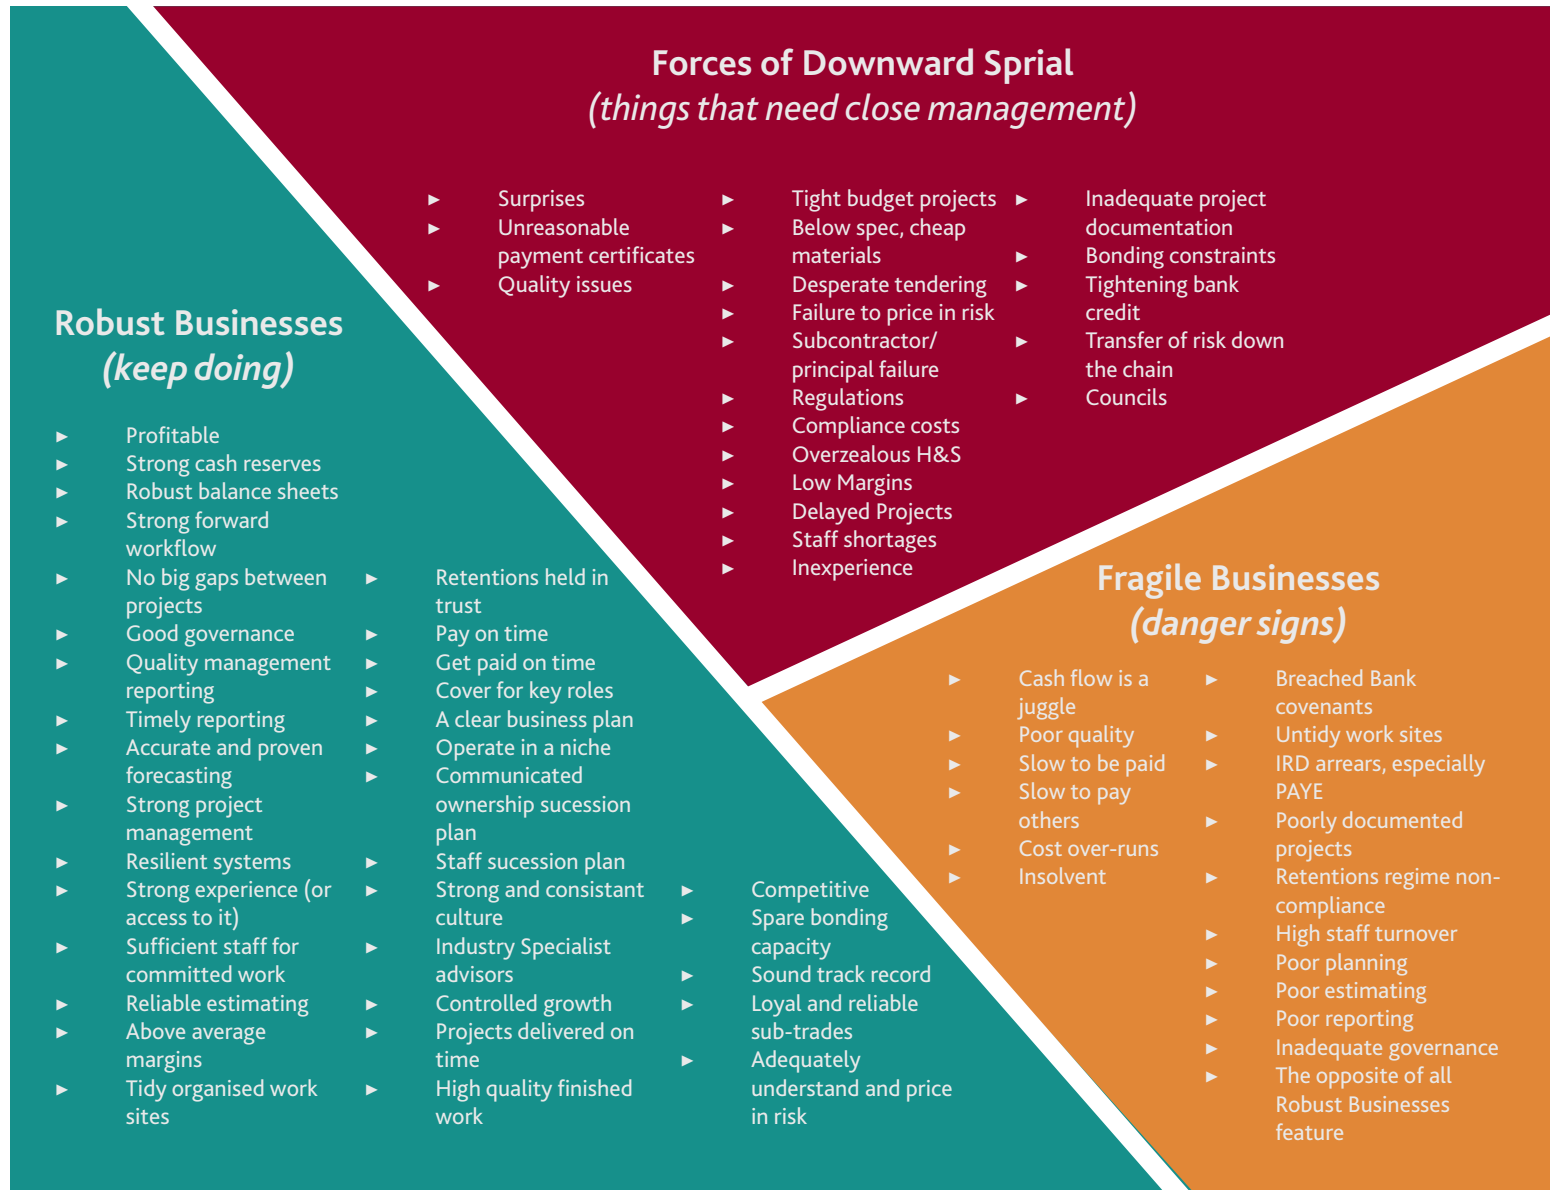 Forces of Downward Sprial
(things that need close management)
► Surprises
► Unreasonable
payment certificates
► Quality issues
► Tight budget projects
► Below spec, cheap
materials
► Desperate tendering
► Failure to price in risk
► Subcontractor/
principal failure
► Regulations
► Compliance costs
► Overzealous H&S
► Low Margins
► Delayed Projects
► Staff shortages
► Inexperience
► Inadequate project
documentation
► Bonding constraints
► Tightening bank
credit
► Transfer of risk down
the chain
► Councils
Robust Businesses
(keep doing)
► Profitable
► Strong cash reserves
► Robust balance sheets
► Strong forward
workflow
► No big gaps between
projects
► Good governance
► Quality management
reporting
► Timely reporting
► Accurate and proven
forecasting
► Strong project
management
► Resilient systems
► Strong experience (or
access to it)
► Sufficient staff for
committed work
► Reliable estimating
► Above average
margins
► Tidy organised work
sites
► Retentions held in
trust
► Pay on time
► Get paid on time
► Cover for key roles
► A clear business plan
► Operate in a niche
► Communicated
ownership sucession
plan
► Staff sucession plan
► Strong and consistant
culture
► Industry Specialist
advisors
► Controlled growth
► Projects delivered on
time
► High quality finished
work
► Competitive
► Spare bonding
capacity
► Sound track record
► Loyal and reliable
sub-trades
► Adequately
understand and price
in risk
Fragile Businesses
(danger signs)
► Cash flow is a
juggle
► Poor quality
► Slow to be paid
► Slow to pay
others
► Cost over-runs
► Insolvent
► Breached Bank
covenants
► Untidy work sites
► IRD arrears, especially
PAYE
► Poorly documented
projects
► Retentions regime non-
compliance
► High staff turnover
► Poor planning
► Poor estimating
► Poor reporting
► Inadequate governance
► The opposite of all
Robust Businesses
feature